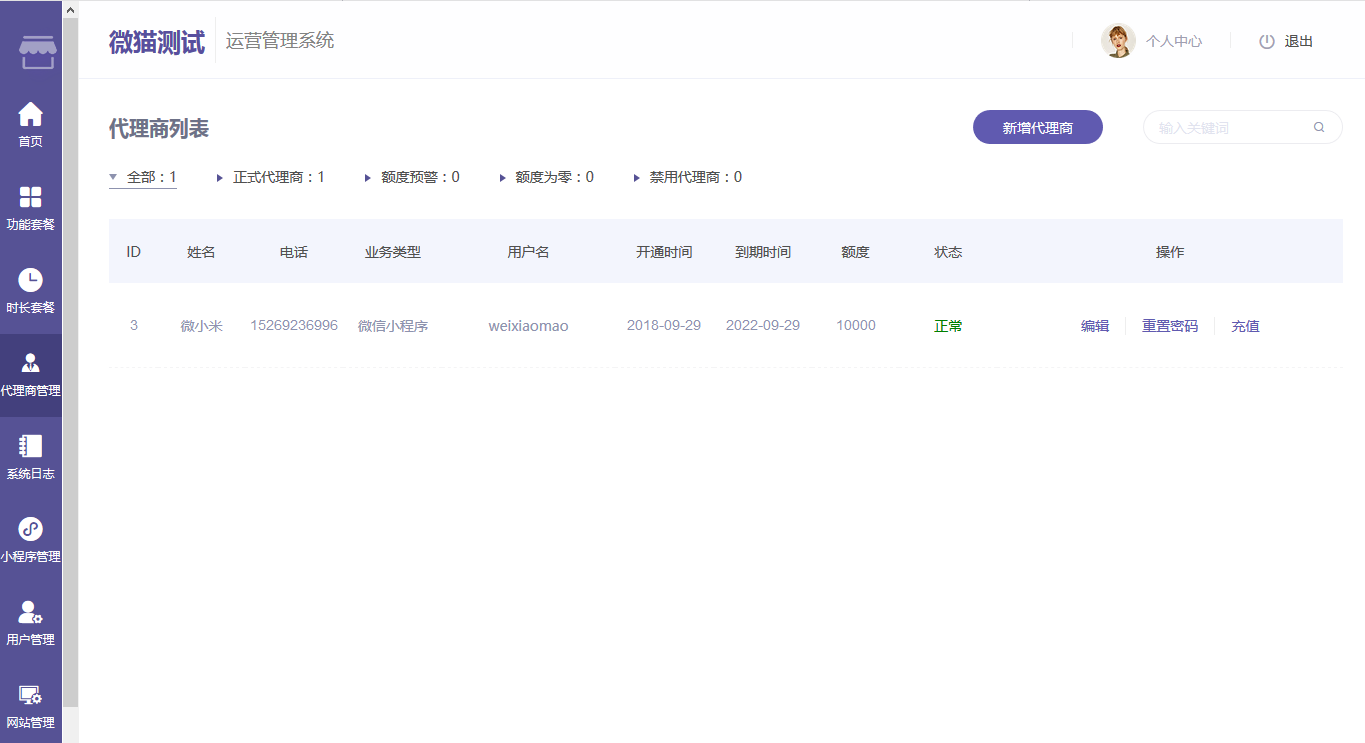 微猫测试 运营管理系统 个人中心 退出
首页
功能套餐
时长套餐
代理商管理
系统日志
小程序管理
用户管理
网站管理
代理商列表 新增代理商 输入关键词
全部：1 正式代理商：1 额度预警：0 额度为零：0 禁用代理商：0
ID 姓名 电话 业务类型 用户名 开通时间 到期时间 额度 状态 操作
3 微小米 15269236996 微信小程序 weixiaomao 2018-09-29 2022-09-29 10000 正常 编辑 重置密码 充值